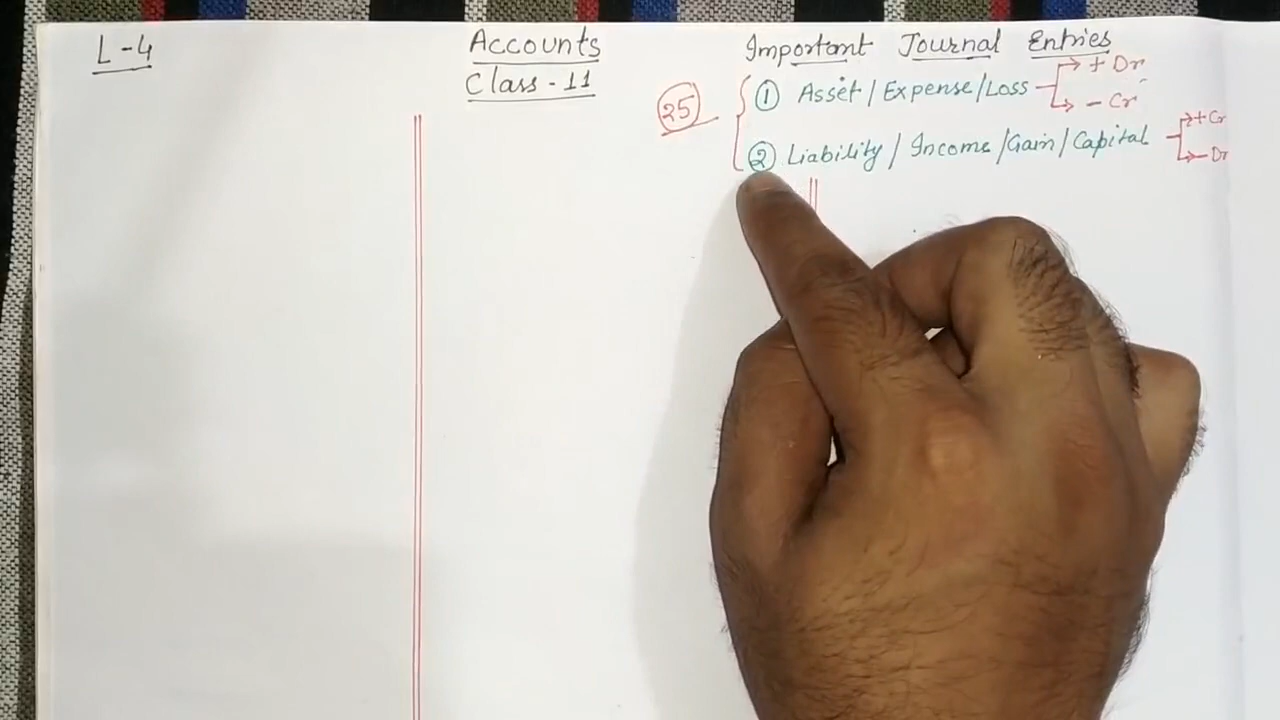 L-4
Accounts
Class-11
Important Journal Entries
25
① Asset/Expense/Loss → + Dr
→ - Cr
② Liability/Income/Gain/Capital → + Cr
→ - Dr